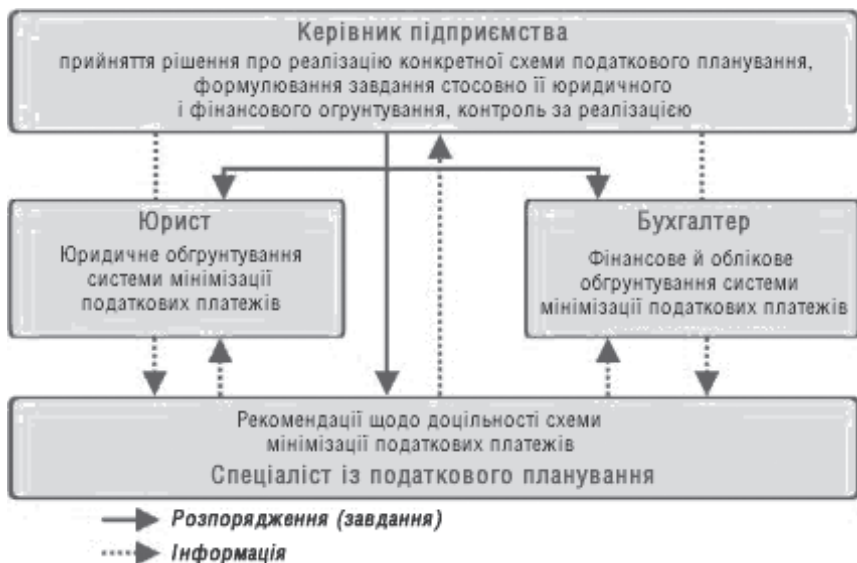 Керівник підприємства
прийняття рішення про реалізацію конкретної схеми податкового планування,
формулювання завдання стосовно її юридичного
і фінансового огрунтування, контроль за реалізацією
Юрист
Юридичне обгрунтування
системи мінімізації
податкових платежів
Бухгалтер
Фінансове й облікове
обгрунтування системи
мінімізації податкових платежів
Рекомендації щодо доцільності схеми
мінімізації податкових платежів
Спеціаліст із податкового планування
Розпорядження (завдання)
Інформація